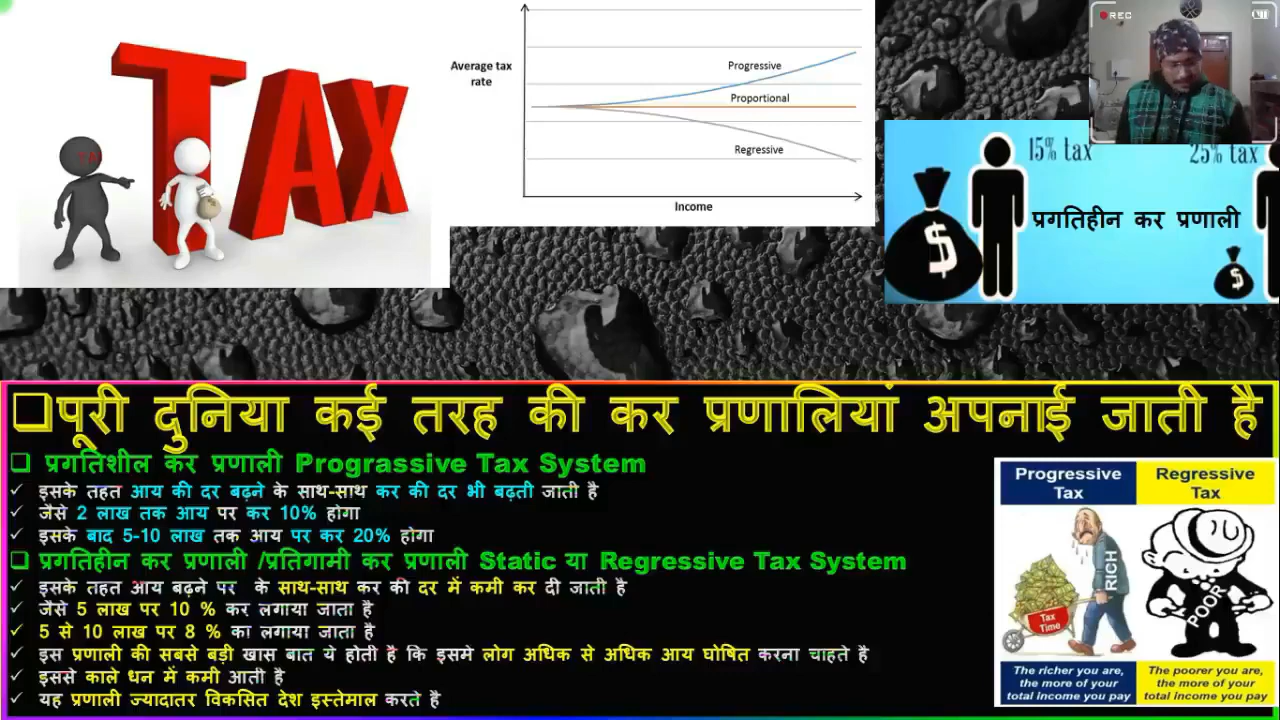 TAX
Average tax
rate
Progressive
Proportional
Regressive
Income
REC
15% tax
25% tax
प्रगतिहीन कर प्रणाली
पूरी दुनिया कई तरह की कर प्रणालियां अपनाई जाती है
प्रगतिशील कर प्रणाली Prograssive Tax System
इसके तहत आय की दर बढ़ने के साथ-साथ कर की दर भी बढ़ती जाती है
जैसे 2 लाख तक आय पर कर 10% होगा
इसके बाद 5-10 लाख तक आय पर कर 20% होगा
प्रगतिहीन कर प्रणाली /प्रतिगामी कर प्रणाली Static या Regressive Tax System
इसके तहत आय बढ़ने पर के साथ-साथ कर की दर में कमी कर दी जाती है
जैसे 5 लाख पर 10 % कर लगाया जाता है
5 से 10 लाख पर 8 % का लगाया जाता है
इस प्रणाली की सबसे बड़ी खास बात ये होती है कि इसमे लोग अधिक से अधिक आय घोषित करना चाहते है
इससे काले धन में कमी आती है
यह प्रणाली ज्यादातर विकसित देश इस्तेमाल करते है
Progressive
Tax
RICH
Tax
Time
The richer you are,
the more of your
total income you pay
Regressive
Tax
POOR
The poorer you are,
the more of your
total income you pay